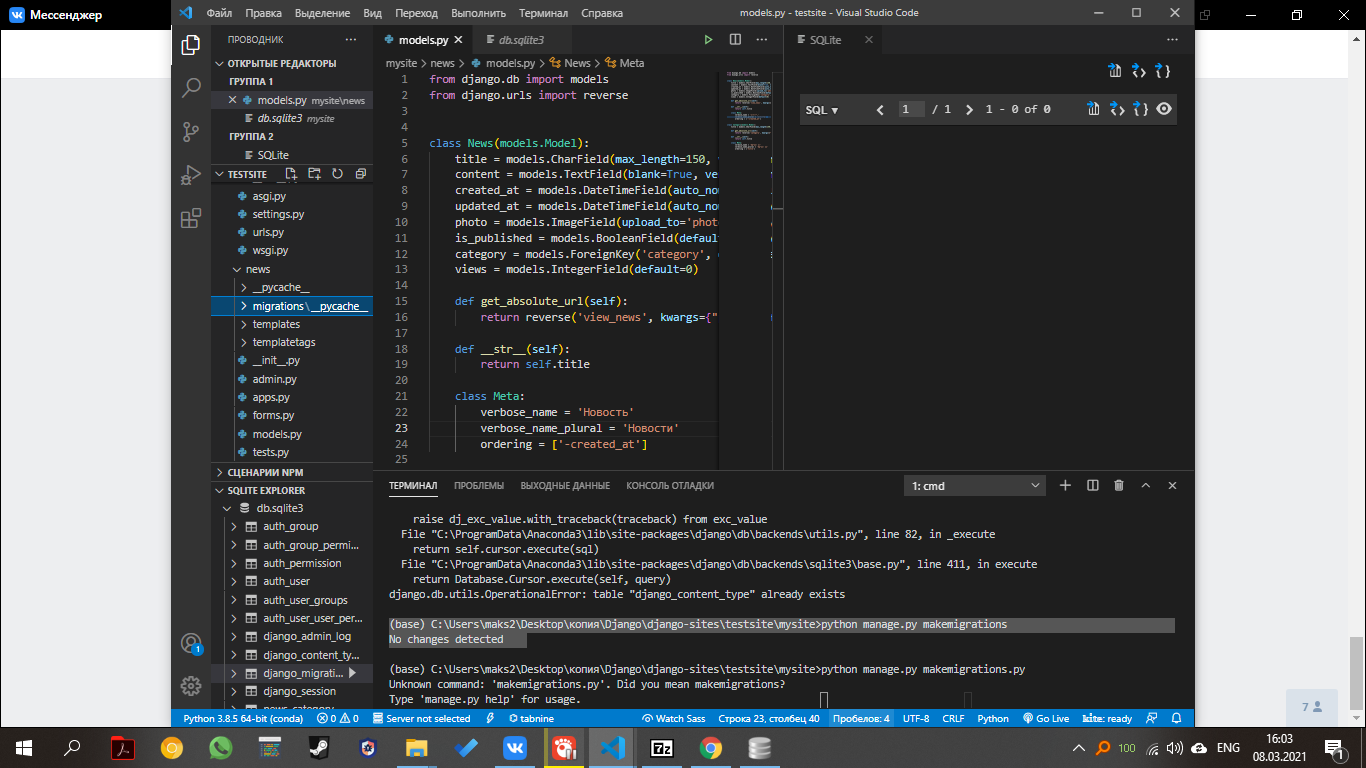 Мессенджер
Файл Правка Выделение Вид Переход Выполнить Терминал Справка
models.py - testsite - Visual Studio Code
ПРОВОДНИК
ОТКРЫТЫЕ РЕДАКТОРЫ
ГРУППА 1
models.py mysite\news
db.sqlite3 mysite
ГРУППА 2
SQLite
TESTSITE
asgi.py
settings.py
urls.py
wsgi.py
news
__pycache__
migrations\__pycache__
templates
templatetags
__init__.py
admin.py
apps.py
forms.py
models.py
tests.py
СЦЕНАРИИ NPM
SQLITE EXPLORER
db.sqlite3
auth_group
auth_group_permi...
auth_permission
auth_user
auth_user_groups
auth_user_user_per...
django_admin_log
django_content_ty...
django_migrati...
django_session
models.py
db.sqlite3
mysite > news > models.py > News > Meta
1 from django.db import models
2 from django.urls import reverse
3
4
5 class News(models.Model):
6 title = models.CharField(max_length=150,
7 content = models.TextField(blank=True, ve
8 created_at = models.DateTimeField(auto_no
9 updated_at = models.DateTimeField(auto_no
10 photo = models.ImageField(upload_to='phot
11 is_published = models.BooleanField(defaul
12 category = models.ForeignKey('category',
13 views = models.IntegerField(default=0)
14
15 def get_absolute_url(self):
16 return reverse('view_news', kwargs={"
17
18 def __str__(self):
19 return self.title
20
21 class Meta:
22 verbose_name = 'Новость'
23 verbose_name_plural = 'Новости'
24 ordering = ['-created_at']
25
SQLite
SQL ▾ 1 / 1 1 - 0 of 0
ТЕРМИНАЛ ПРОБЛЕМЫ ВЫХОДНЫЕ ДАННЫЕ КОНСОЛЬ ОТЛАДКИ
1: cmd
raise dj_exc_value.with_traceback(traceback) from exc_value
File "C:\ProgramData\Anaconda3\lib\site-packages\django\db\backends\utils.py", line 82, in _execute
return self.cursor.execute(sql)
File "C:\ProgramData\Anaconda3\lib\site-packages\django\db\backends\sqlite3\base.py", line 411, in execute
return Database.Cursor.execute(self, query)
django.db.utils.OperationalError: table "django_content_type" already exists
(base) C:\Users\maks2\Desktop\копия\Django\django-sites\testsite\mysite>python manage.py makemigrations
No changes detected
(base) C:\Users\maks2\Desktop\копия\Django\django-sites\testsite\mysite>python manage.py makemigrations.py
Unknown command: 'makemigrations.py'. Did you mean makemigrations?
Type 'manage.py help' for usage.
1
Python 3.8.5 64-bit (conda) 0 0 Server not selected tabnine Watch Sass Строка 23, столбец 40 Пробелов: 4 UTF-8 CRLF Python Go Live kite: ready
7
100 ENG 16:03
08.03.2021
1